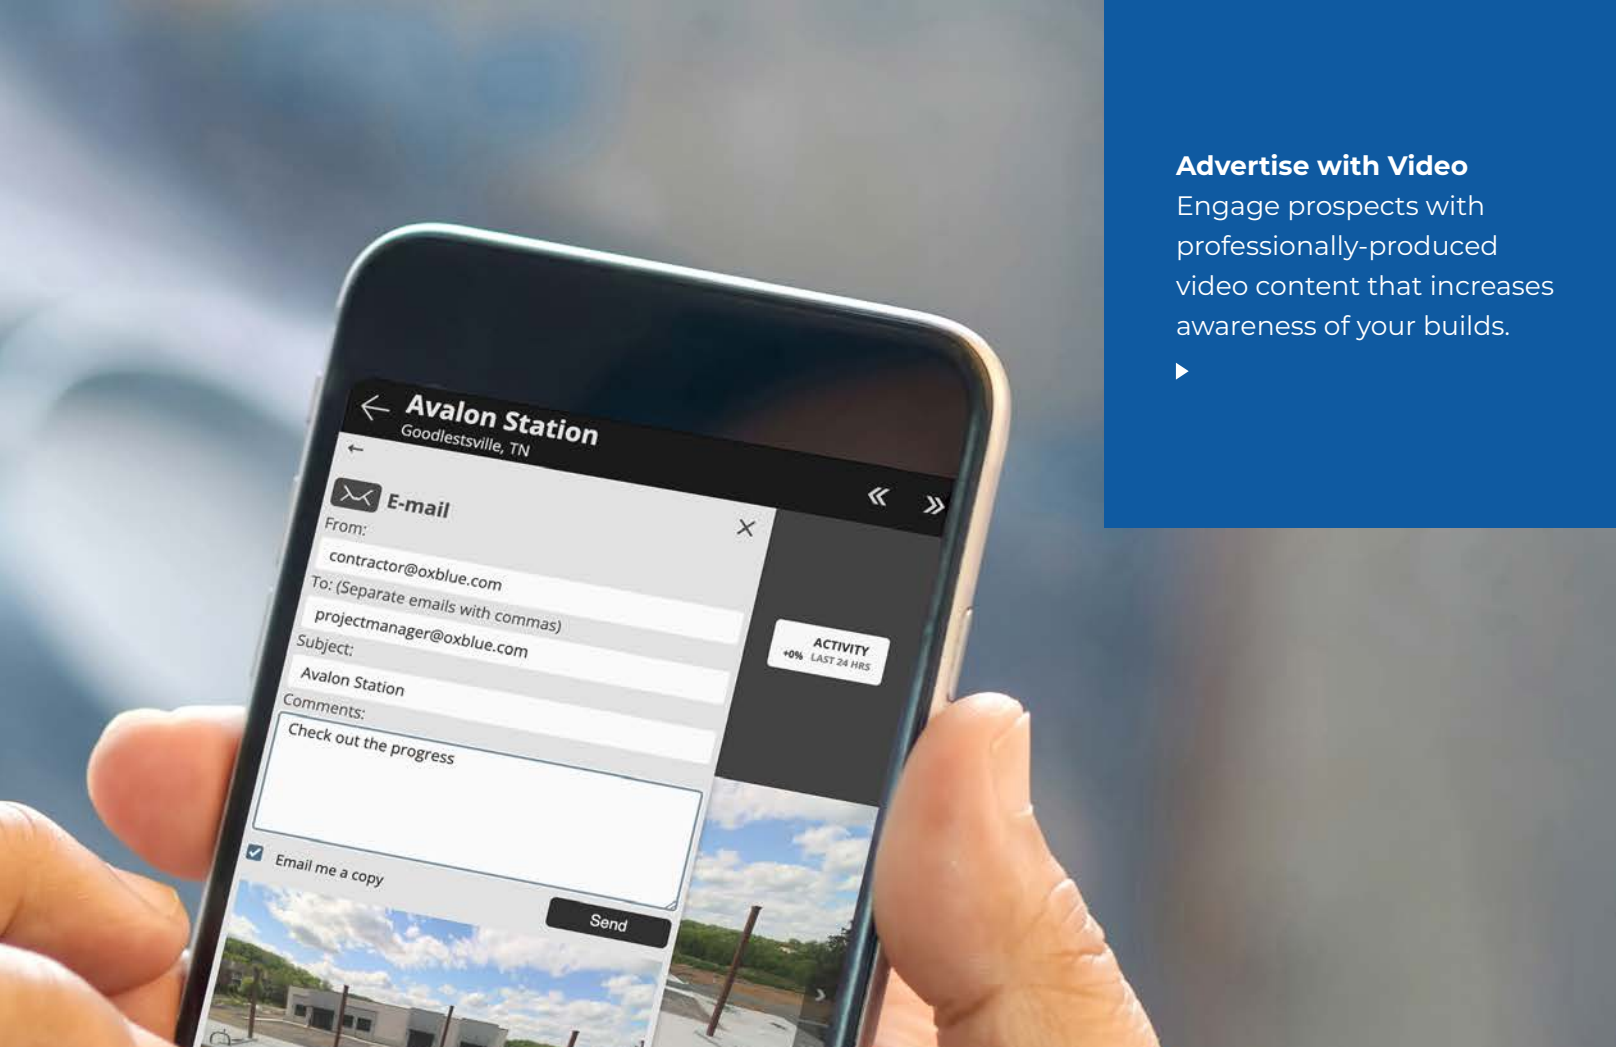 Advertise with Video
Engage prospects with
professionally-produced
video content that increases
awareness of your builds.
Avalon Station
Goodlestsville, TN
E-mail
From:
contractor@oxblue.com
To: (Separate emails with commas)
projectmanager@oxblue.com
Subject:
Avalon Station
Comments:
Check out the progress
Email me a copy
Send
ACTIVITY
+0% LAST 24 HRS